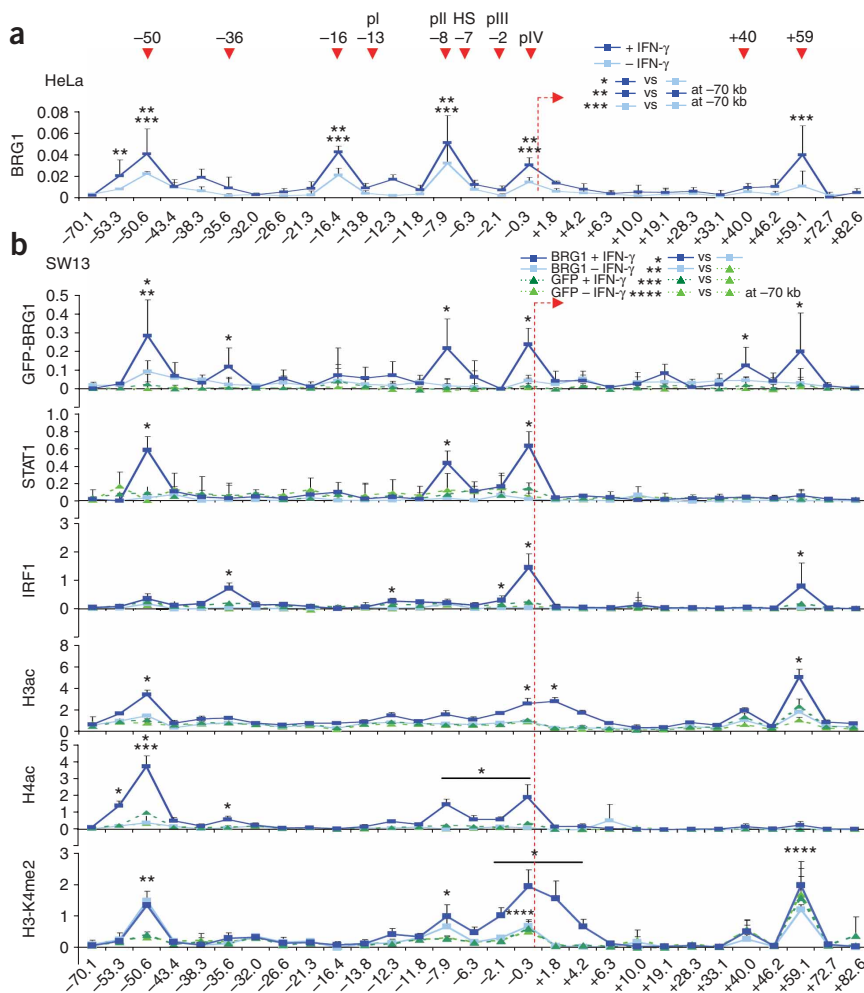 a
pI pII HS pIII
−50 −36 −16 −13 −8 −7 −2 pIV +40 +59
+ IFN-γ
− IFN-γ
* vs
** vs at −70 kb
*** vs at −70 kb
HeLa
BRG1
0.08
0.06
0.04
0.02
0
** *** ** *** ** *** ** *** ***
** 
−70.1 −53.3 −50.6 −43.4 −38.3 −35.6 −32.0 −26.6 −21.3 −16.4 −13.8 −12.3 −11.8 −7.9 −6.3 −2.1 −0.3 +1.8 +4.2 +6.3 +10.0 +19.1 +28.3 +33.1 +40.0 +46.2 +59.1 +72.7 +82.6
b
SW13
BRG1 + IFN-γ * vs
BRG1 − IFN-γ ** vs
GFP + IFN-γ *** vs
GFP − IFN-γ **** vs at −70 kb
GFP-BRG1
0.5
0.4
0.3
0.2
0.1
0
* ** * * * * *
STAT1
1.0
0.8
0.6
0.4
0.2
0
* * *
IRF1
3
2
1
0
* * * * *
H3ac
8
6
4
2
0
* * * *
H4ac
5
4
3
2
1
0
* * *** * *
H3-K4me2
3
2
1
0
** * **** * ****
−70.1 −53.3 −50.6 −43.4 −38.3 −35.6 −32.0 −26.6 −21.3 −16.4 −13.8 −12.3 −11.8 −7.9 −6.3 −2.1 −0.3 +1.8 +4.2 +6.3 +10.0 +19.1 +28.3 +33.1 +40.0 +46.2 +59.1 +72.7 +82.6